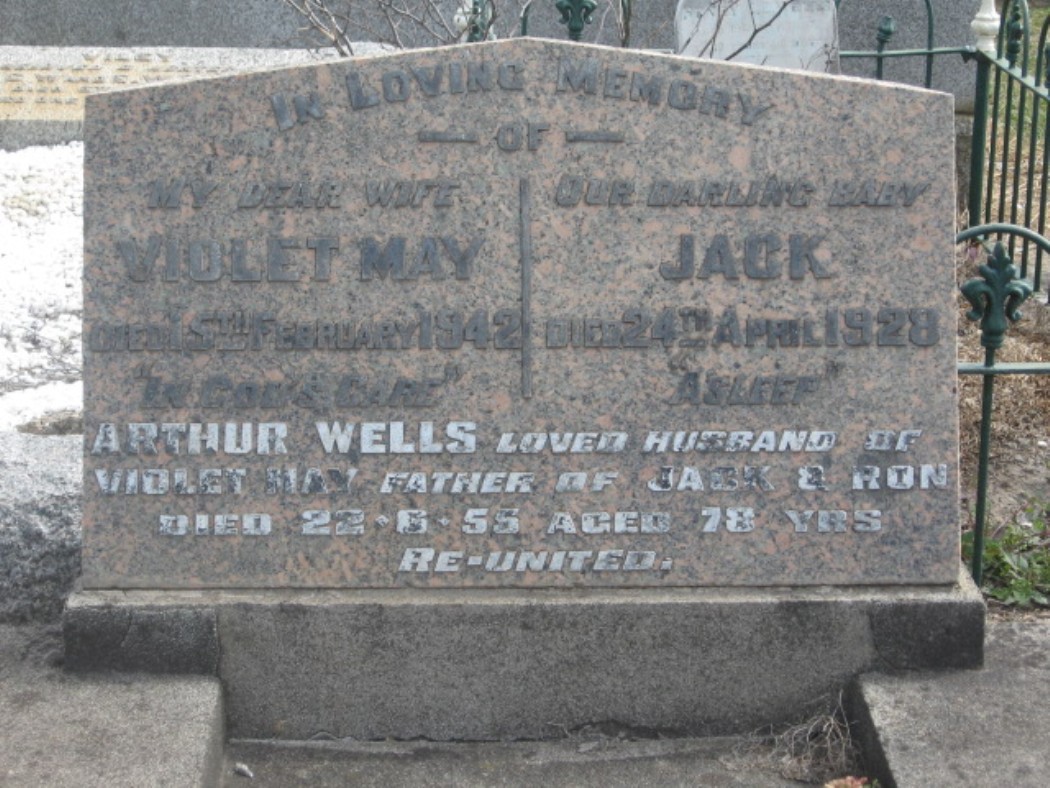 IN LOVING MEMORY
— OF —
MY DEAR WIFE
VIOLET MAY
DIED 15TH FEBRUARY 1942
"IN GOD'S CARE"
OUR DARLING BABY
JACK
DIED 24TH APRIL 1928
"ASLEEP"
ARTHUR WELLS LOVED HUSBAND OF
VIOLET MAY FATHER OF JACK & RON
DIED 22·6·55 AGED 78 YRS
RE-UNITED.